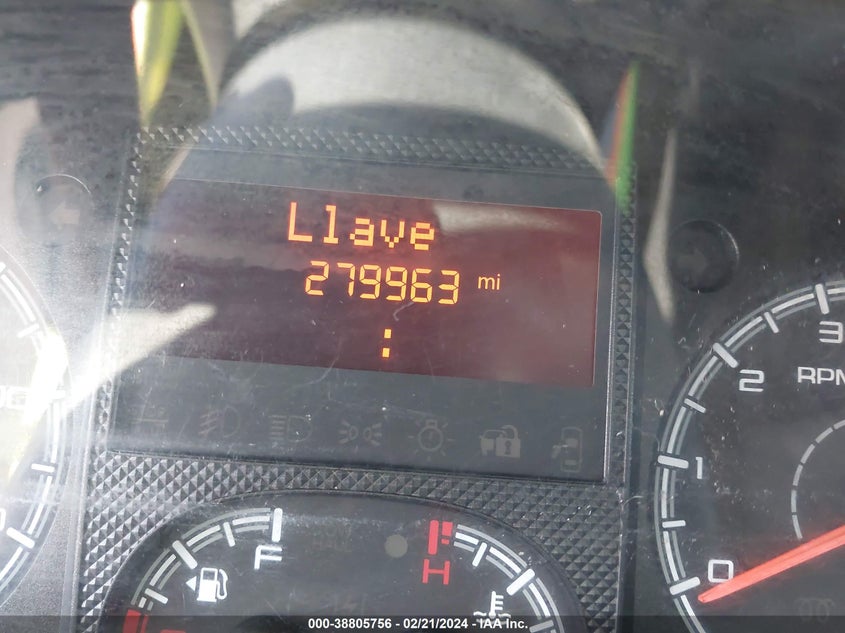 Llave
279963 mi
:
3
2
RPM
1
0
F
H
000-38805756 - 02/21/2024 - IAA Inc.